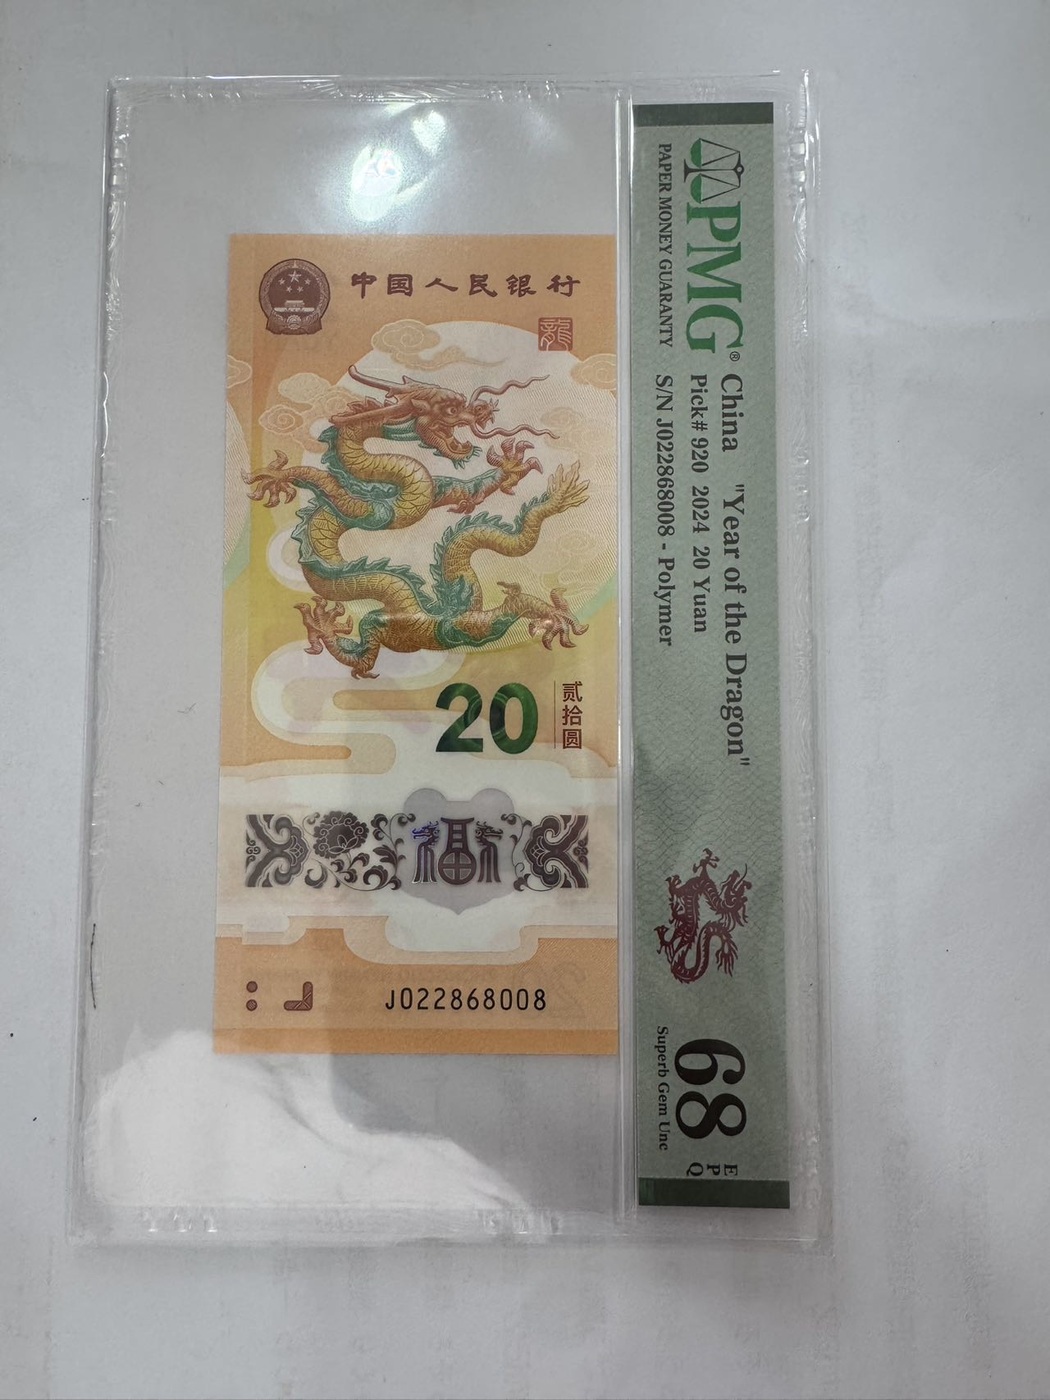 中国人民银行
龍
20
贰拾圆
福
J022868008
PMG®
PAPER MONEY GUARANTY
China "Year of the Dragon"
Pick# 920 2024 20 Yuan
S/N J022868008 - Polymer
68
Superb Gem Unc
EPQ